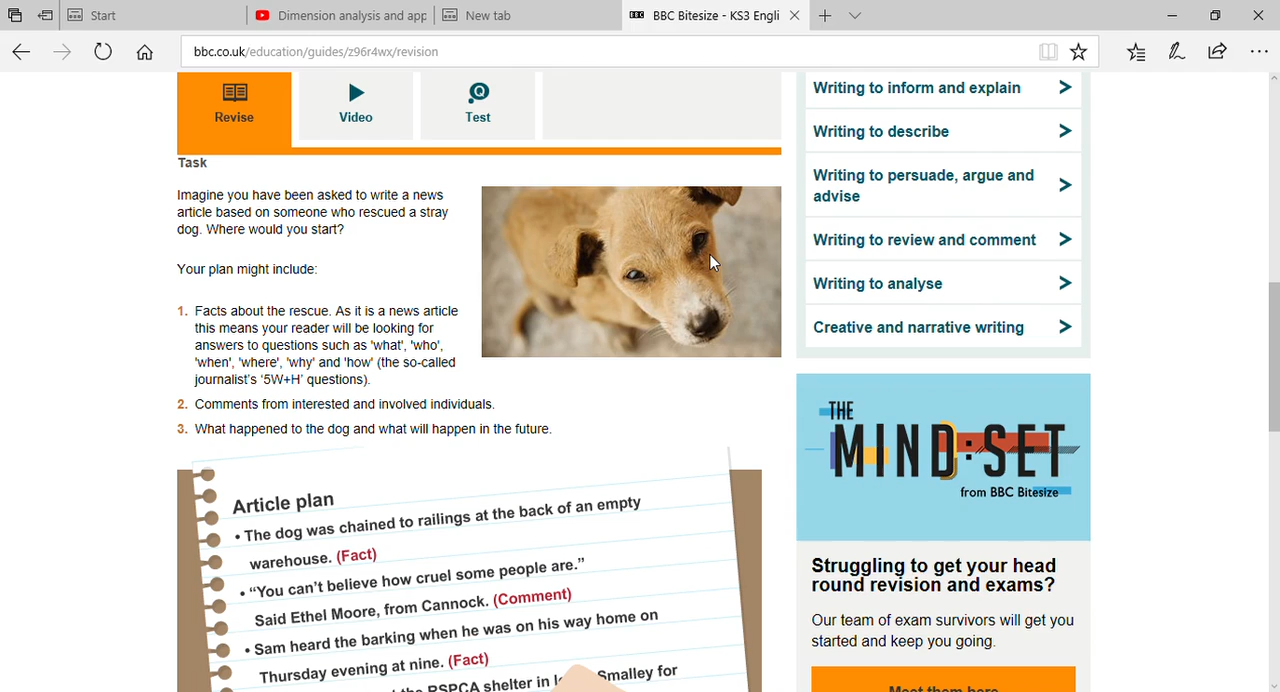 Start
Dimension analysis and app
New tab
BBC Bitesize - KS3 Engli
bbc.co.uk/education/guides/z96r4wx/revision
Revise
Video
Test
Task
Imagine you have been asked to write a news
article based on someone who rescued a stray
dog. Where would you start?
Your plan might include:
1. Facts about the rescue. As it is a news article
this means your reader will be looking for
answers to questions such as 'what', 'who',
'when', 'where', 'why' and 'how' (the so-called
journalist's '5W+H' questions).
2. Comments from interested and involved individuals.
3. What happened to the dog and what will happen in the future.
Article plan
• The dog was chained to railings at the back of an empty
warehouse. (Fact)
• “You can't believe how cruel some people are.”
Said Ethel Moore, from Cannock. (Comment)
• Sam heard the barking when he was on his way home on
Thursday evening at nine. (Fact)
the RSPCA shelter in Smalley for
Writing to inform and explain
Writing to describe
Writing to persuade, argue and
advise
Writing to review and comment
Writing to analyse
Creative and narrative writing
THE
MIND:SET
from BBC Bitesize
Struggling to get your head
round revision and exams?
Our team of exam survivors will get you
started and keep you going.
Meet them here